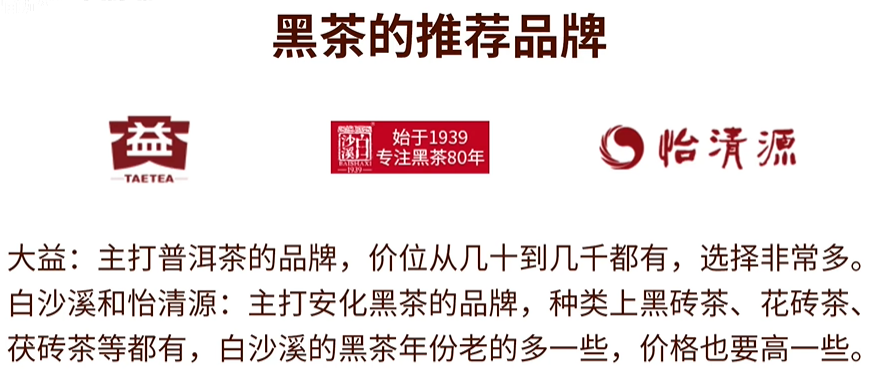 黑茶的推荐品牌
益
TAETEA
白沙溪
BAISHAXI
1939
始于1939
专注黑茶80年
怡清源
大益：主打普洱茶的品牌，价位从几十到几千都有，选择非常多。
白沙溪和怡清源：主打安化黑茶的品牌，种类上黑砖茶、花砖茶、
茯砖茶等都有，白沙溪的黑茶年份老的多一些，价格也要高一些。